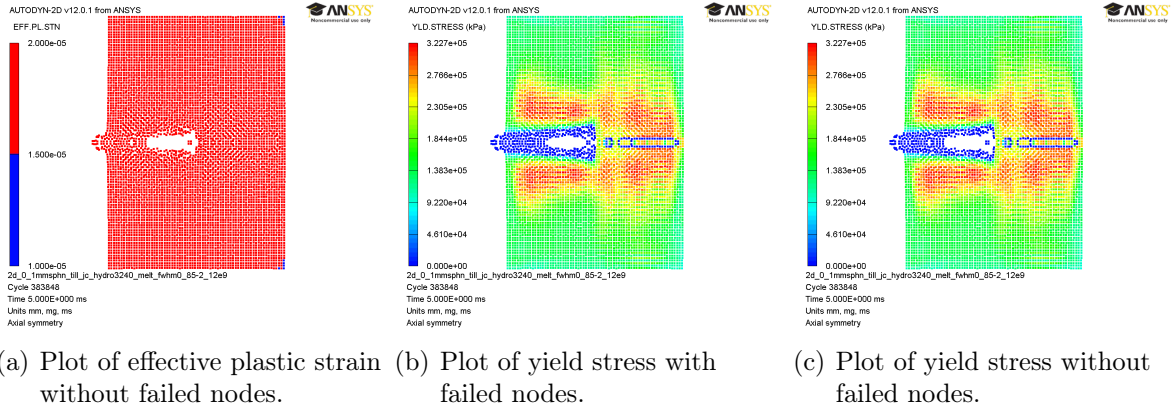 AUTODYN-2D v12.0.1 from ANSYS
ANSYS
Noncommercial use only
EFF.PL.STN
2.000e-05
1.500e-05
1.000e-05
2d_0_1mmsphn_till_jc_hydro3240_melt_fwhm0_85-2_12e9
Cycle 383848
Time 5.000E+000 ms
Units mm, mg, ms
Axial symmetry
(a) Plot of effective plastic strain
without failed nodes.
AUTODYN-2D v12.0.1 from ANSYS
ANSYS
Noncommercial use only
YLD.STRESS (kPa)
3.227e+05
2.766e+05
2.305e+05
1.844e+05
1.383e+05
9.220e+04
4.610e+04
0.000e+00
2d_0_1mmsphn_till_jc_hydro3240_melt_fwhm0_85-2_12e9
Cycle 383848
Time 5.000E+000 ms
Units mm, mg, ms
Axial symmetry
(b) Plot of yield stress with
failed nodes.
AUTODYN-2D v12.0.1 from ANSYS
ANSYS
Noncommercial use only
YLD.STRESS (kPa)
3.227e+05
2.766e+05
2.305e+05
1.844e+05
1.383e+05
9.220e+04
4.610e+04
0.000e+00
2d_0_1mmsphn_till_jc_hydro3240_melt_fwhm0_85-2_12e9
Cycle 383848
Time 5.000E+000 ms
Units mm, mg, ms
Axial symmetry
(c) Plot of yield stress without
failed nodes.